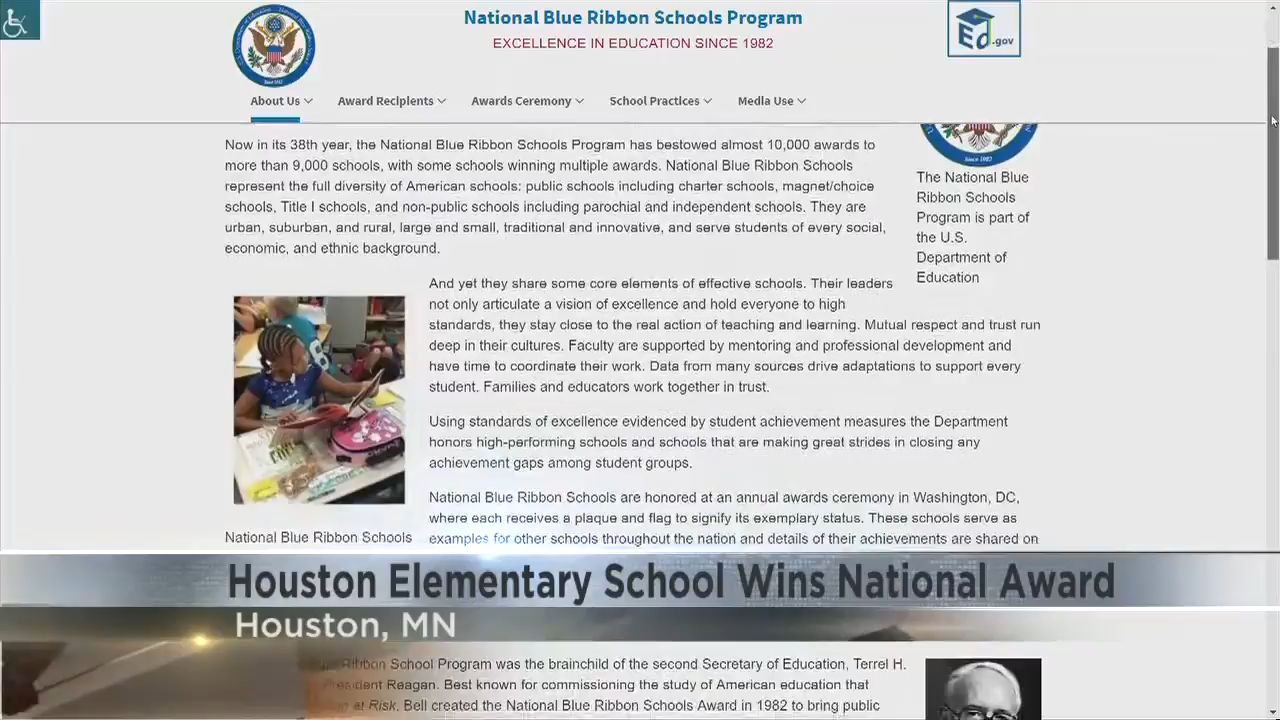 National Blue Ribbon Schools Program
EXCELLENCE IN EDUCATION SINCE 1982
Ed.gov
About Us
Award Recipients
Awards Ceremony
School Practices
Media Use
Now in its 38th year, the National Blue Ribbon Schools Program has bestowed almost 10,000 awards to
more than 9,000 schools, with some schools winning multiple awards. National Blue Ribbon Schools
represent the full diversity of American schools: public schools including charter schools, magnet/choice
schools, Title I schools, and non-public schools including parochial and independent schools. They are
urban, suburban, and rural, large and small, traditional and innovative, and serve students of every social,
economic, and ethnic background.
Since 1982
The National Blue
Ribbon Schools
Program is part of
the U.S.
Department of
Education
And yet they share some core elements of effective schools. Their leaders
not only articulate a vision of excellence and hold everyone to high
standards, they stay close to the real action of teaching and learning. Mutual respect and trust run
deep in their cultures. Faculty are supported by mentoring and professional development and
have time to coordinate their work. Data from many sources drive adaptations to support every
student. Families and educators work together in trust.
Using standards of excellence evidenced by student achievement measures the Department
honors high-performing schools and schools that are making great strides in closing any
achievement gaps among student groups.
National Blue Ribbon Schools are honored at an annual awards ceremony in Washington, DC,
where each receives a plaque and flag to signify its exemplary status. These schools serve as
examples for other schools throughout the nation and details of their achievements are shared on
National Blue Ribbon Schools
Houston Elementary School Wins National Award
Houston, MN
Ribbon School Program was the brainchild of the second Secretary of Education, Terrel H.
President Reagan. Best known for commissioning the study of American education that
at Risk. Bell created the National Blue Ribbon Schools Award in 1982 to bring public